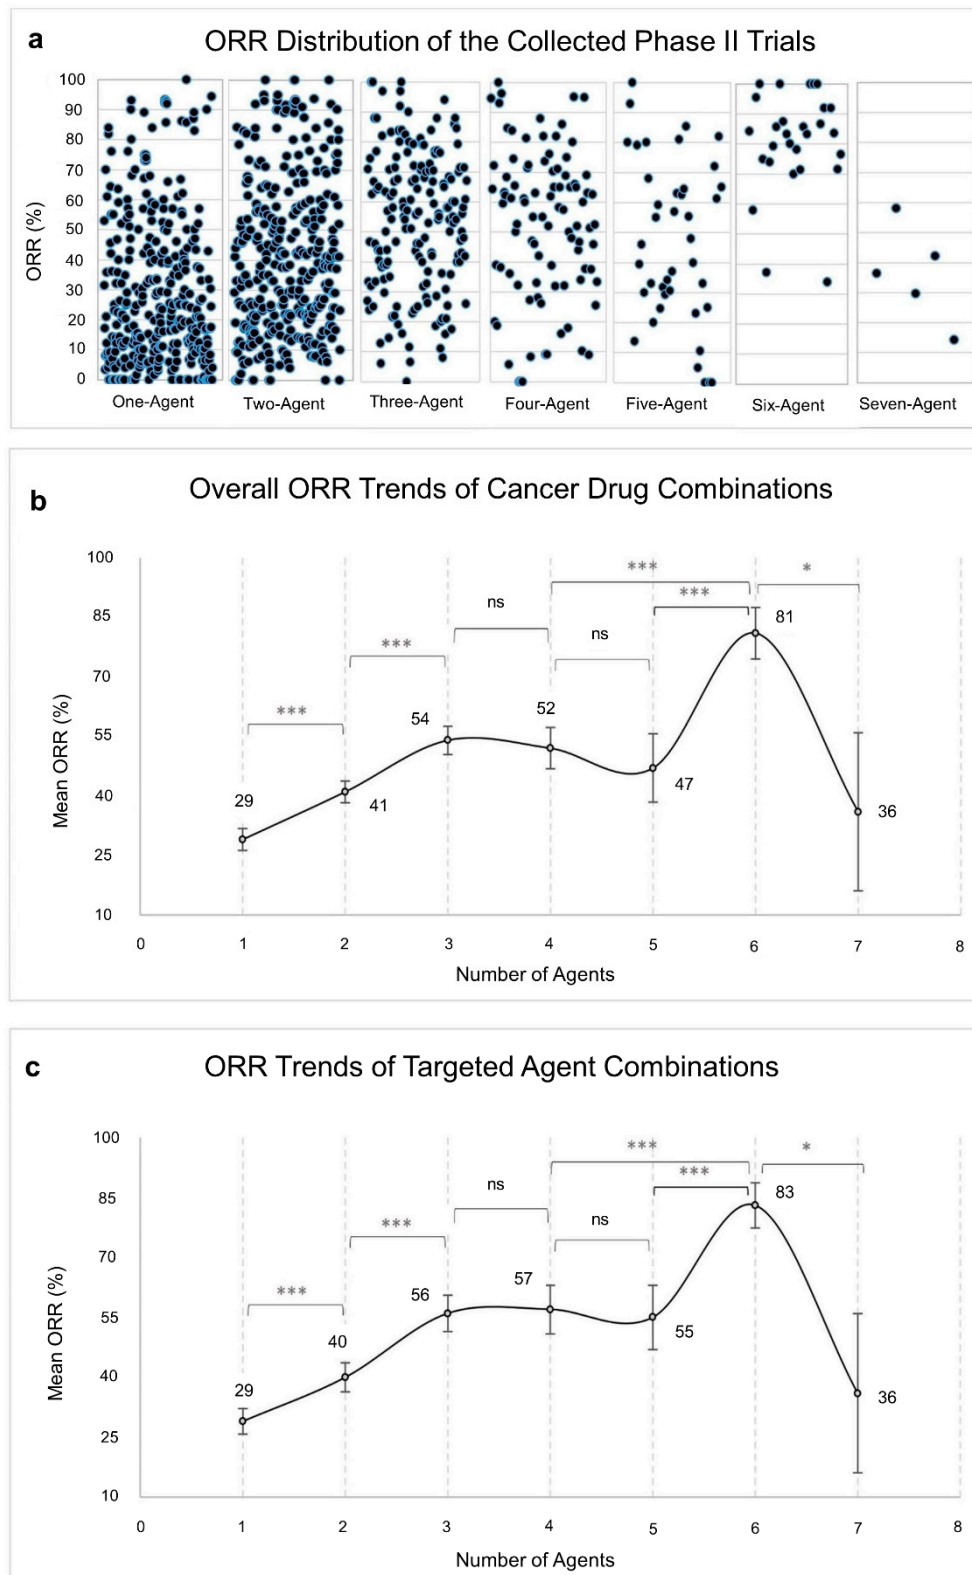 a
ORR Distribution of the Collected Phase II Trials
ORR (%)
100
90
80
70
60
50
40
30
20
10
0
One-Agent Two-Agent Three-Agent Four-Agent Five-Agent Six-Agent Seven-Agent
b
Overall ORR Trends of Cancer Drug Combinations
Mean ORR (%)
100
85
70
55
40
25
10
***
***
ns
ns
***
***
*
29
41
54
52
47
81
36
0 1 2 3 4 5 6 7 8
Number of Agents
c
ORR Trends of Targeted Agent Combinations
Mean ORR (%)
100
85
70
55
40
25
10
***
***
ns
ns
***
***
*
29
40
56
57
55
83
36
0 1 2 3 4 5 6 7 8
Number of Agents